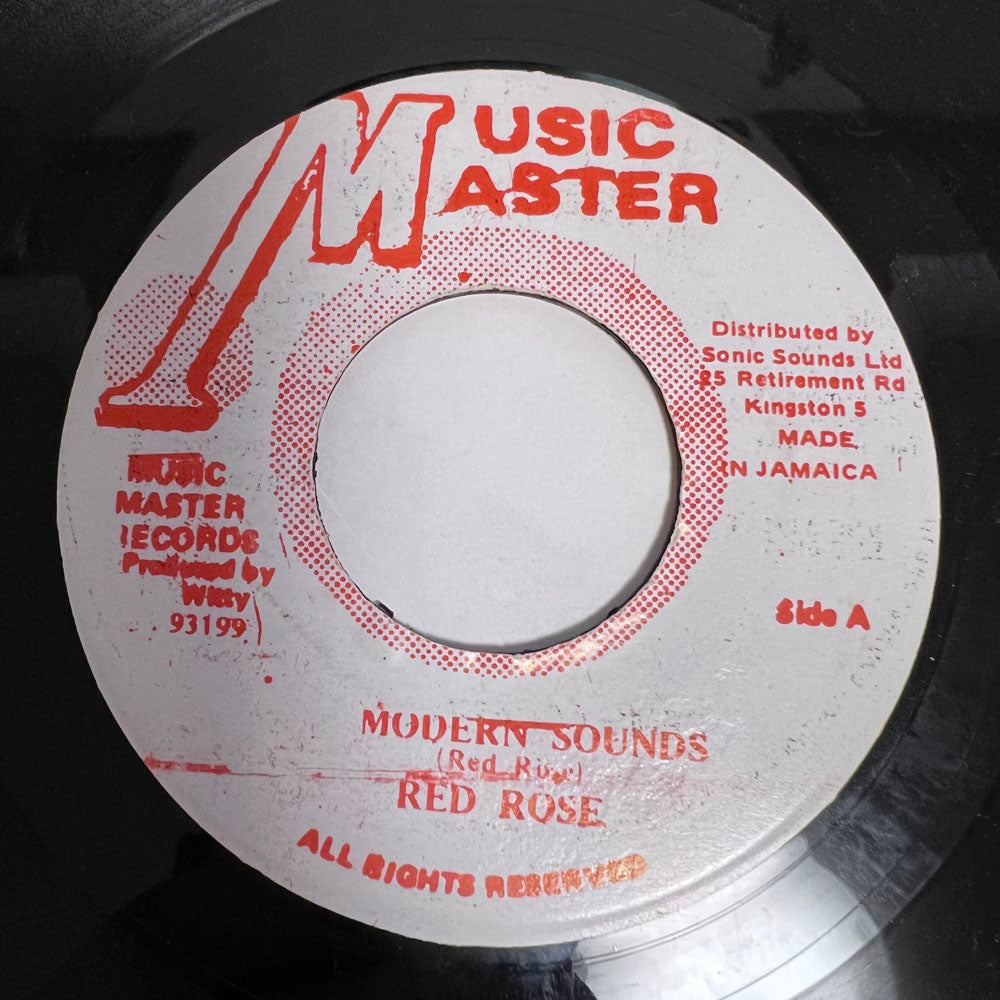 MUSIC
MASTER
Distributed by
Sonic Sounds Ltd
25 Retirement Rd
Kingston 5
MADE
IN JAMAICA
MUSIC
MASTER
RECORDS
Produced by
Witty
93199
Side A
MODERN SOUNDS
(Red Rose)
RED ROSE
ALL RIGHTS RESERVED